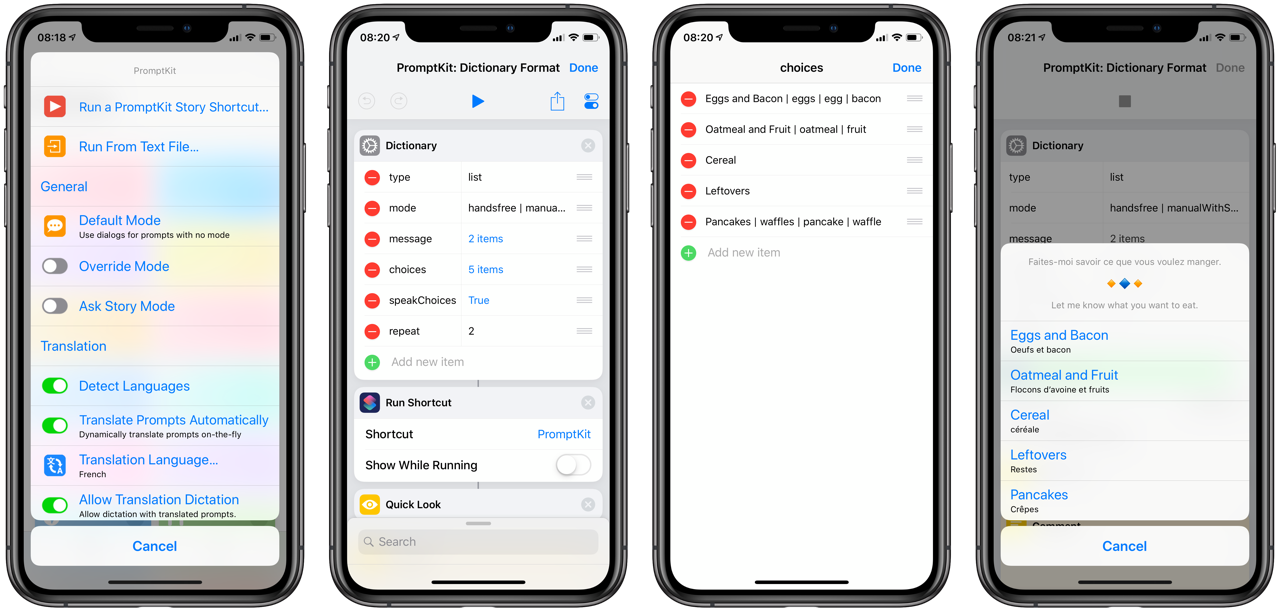 08:18
PromptKit
Run a PromptKit Story Shortcut...
Run From Text File...
General
Default Mode
Use dialogs for prompts with no mode
Override Mode
Ask Story Mode
Translation
Detect Languages
Translate Prompts Automatically
Dynamically translate prompts on-the-fly
Translation Language...
French
Allow Translation Dictation
Allow dictation with translated prompts.
Cancel
08:20
PromptKit: Dictionary Format Done
Dictionary
type list
mode handsfree | manua...
message 2 items
choices 5 items
speakChoices True
repeat 2
Add new item
Run Shortcut
Shortcut PromptKit
Show While Running
Quick Look
Search
08:20
choices Done
Eggs and Bacon | eggs | egg | bacon
Oatmeal and Fruit | oatmeal | fruit
Cereal
Leftovers
Pancakes | waffles | pancake | waffle
Add new item
08:21
PromptKit: Dictionary Format Done
Dictionary
type list
mode handsfree | manualWithS...
message 2 items
Faites-moi savoir ce que vous voulez manger.
Let me know what you want to eat.
Eggs and Bacon
Oeufs et bacon
Oatmeal and Fruit
Flocons d'avoine et fruits
Cereal
céréale
Leftovers
Restes
Pancakes
Crêpes
Comment
Cancel